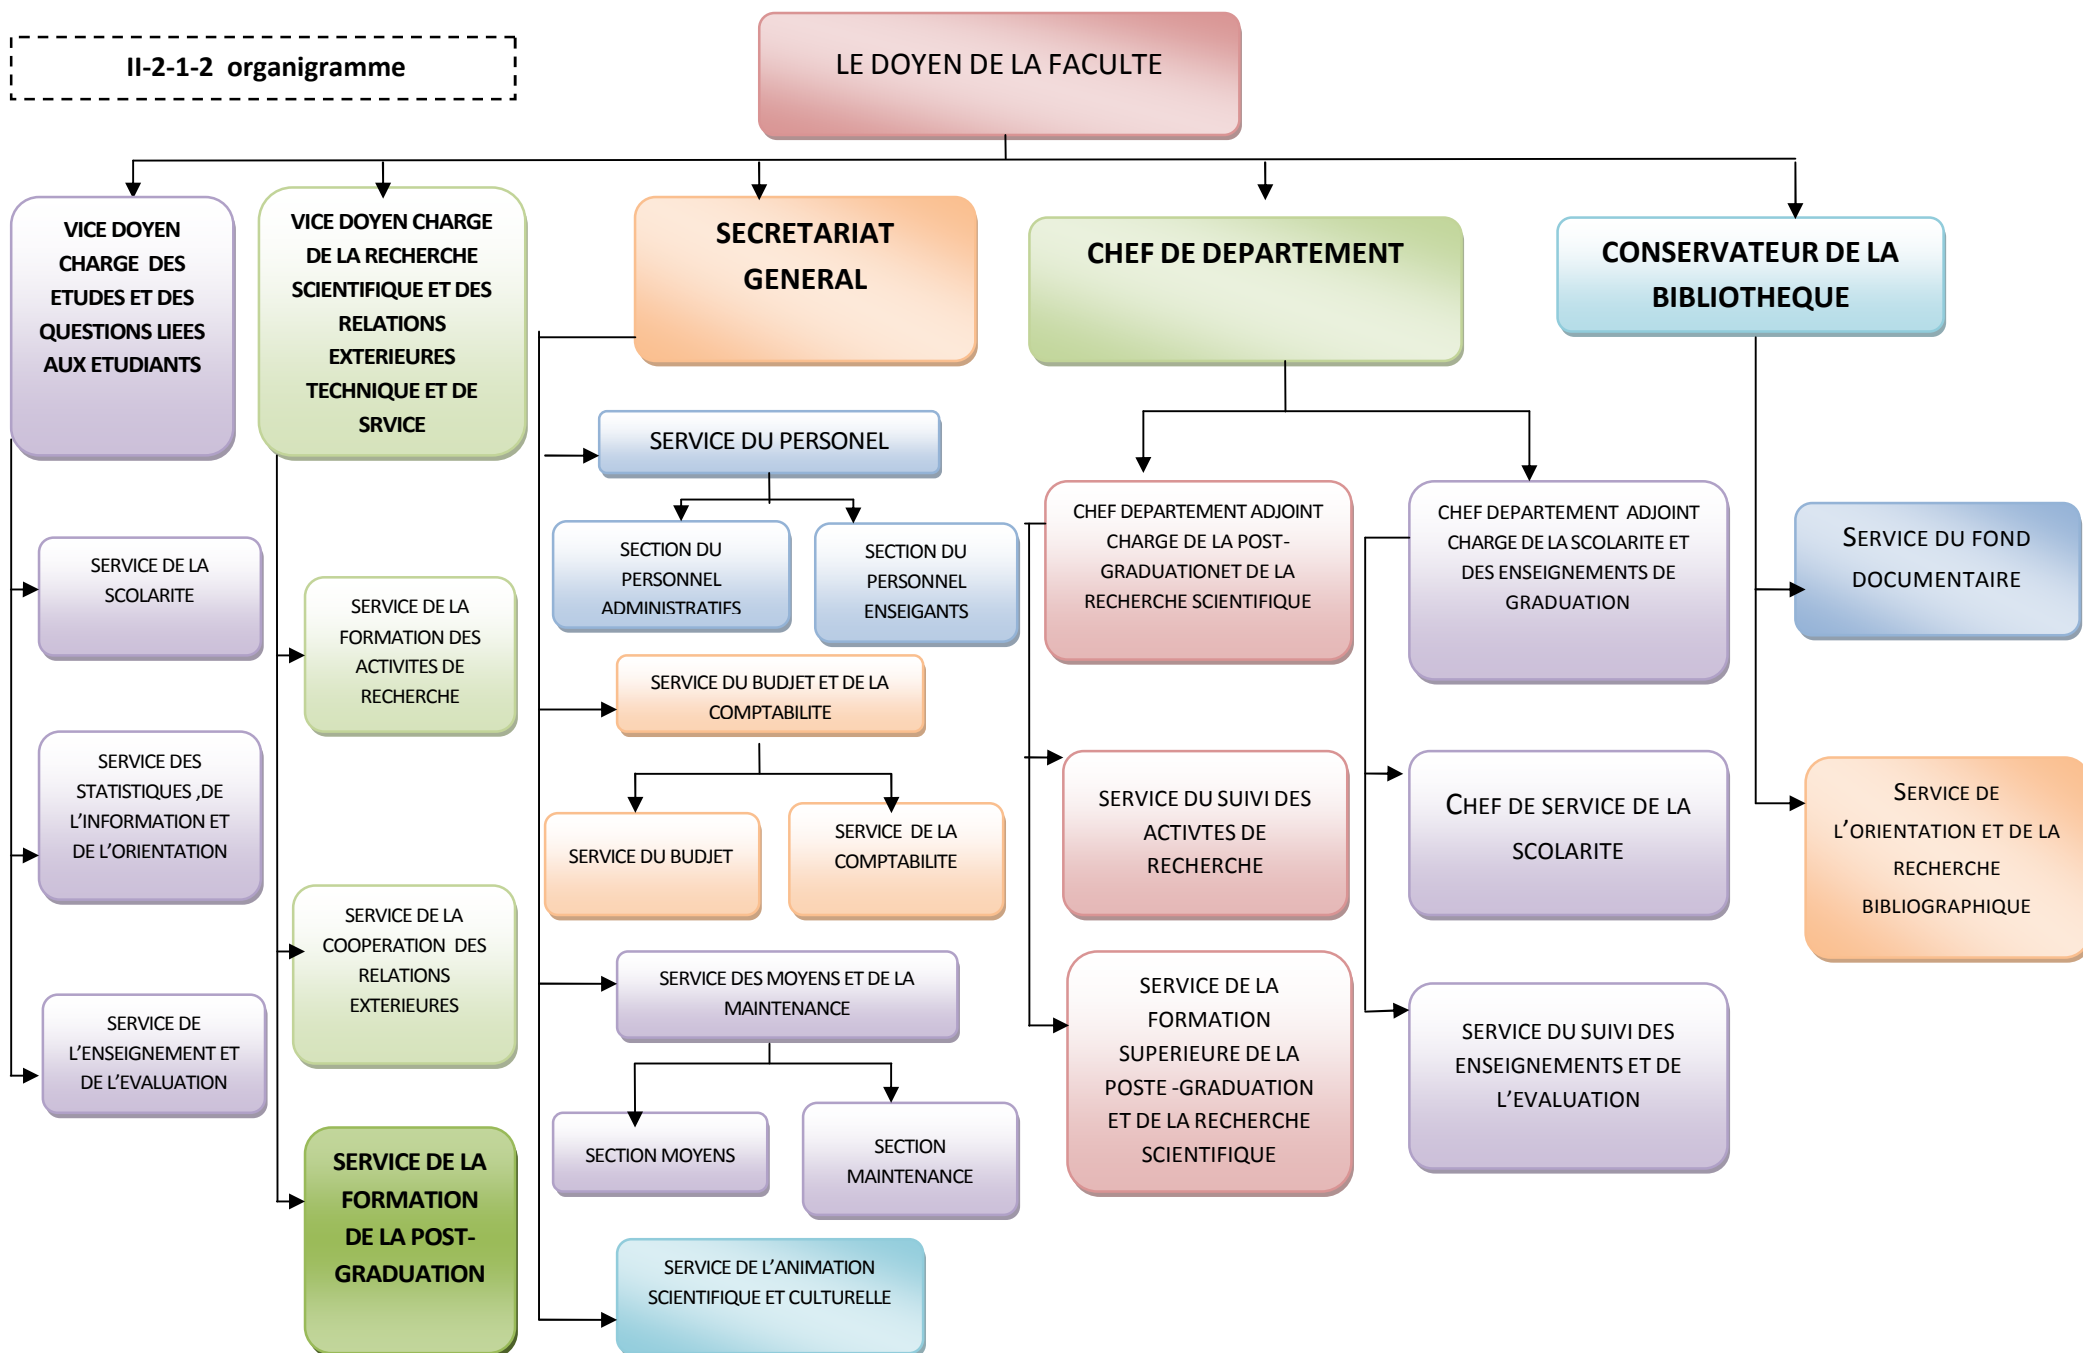 II-2-1-2 organigramme
LE DOYEN DE LA FACULTE
VICE DOYEN
CHARGE DES
ETUDES ET DES
QUESTIONS LIEES
AUX ETUDIANTS
VICE DOYEN CHARGE
DE LA RECHERCHE
SCIENTIFIQUE ET DES
RELATIONS
EXTERIEURES
TECHNIQUE ET DE
SRVICE
SECRETARIAT
GENERAL
CHEF DE DEPARTEMENT
CONSERVATEUR DE LA
BIBLIOTHEQUE
SERVICE DE LA
SCOLARITE
SERVICE DES
STATISTIQUES ,DE
L'INFORMATION ET
DE L'ORIENTATION
SERVICE DE
L'ENSEIGNEMENT ET
DE L'EVALUATION
SERVICE DE LA
FORMATION DES
ACTIVITES DE
RECHERCHE
SERVICE DE LA
COOPERATION DES
RELATIONS
EXTERIEURES
SERVICE DE LA
FORMATION
DE LA POST-
GRADUATION
SERVICE DU PERSONEL
SECTION DU
PERSONNEL
ADMINISTRATIFS
SECTION DU
PERSONNEL
ENSEIGANTS
SERVICE DU BUDJET ET DE LA
COMPTABILITE
SERVICE DU BUDJET
SERVICE DE LA
COMPTABILITE
SERVICE DES MOYENS ET DE LA
MAINTENANCE
SECTION MOYENS
SECTION
MAINTENANCE
SERVICE DE L'ANIMATION
SCIENTIFIQUE ET CULTURELLE
CHEF DEPARTEMENT ADJOINT
CHARGE DE LA POST-
GRADUATIONET DE LA
RECHERCHE SCIENTIFIQUE
SERVICE DU SUIVI DES
ACTIVTES DE
RECHERCHE
SERVICE DE LA
FORMATION
SUPERIEURE DE LA
POSTE -GRADUATION
ET DE LA RECHERCHE
SCIENTIFIQUE
CHEF DEPARTEMENT ADJOINT
CHARGE DE LA SCOLARITE ET
DES ENSEIGNEMENTS DE
GRADUATION
CHEF DE SERVICE DE LA
SCOLARITE
SERVICE DU SUIVI DES
ENSEIGNEMENTS ET DE
L'EVALUATION
SERVICE DU FOND
DOCUMENTAIRE
SERVICE DE
L'ORIENTATION ET DE LA
RECHERCHE
BIBLIOGRAPHIQUE